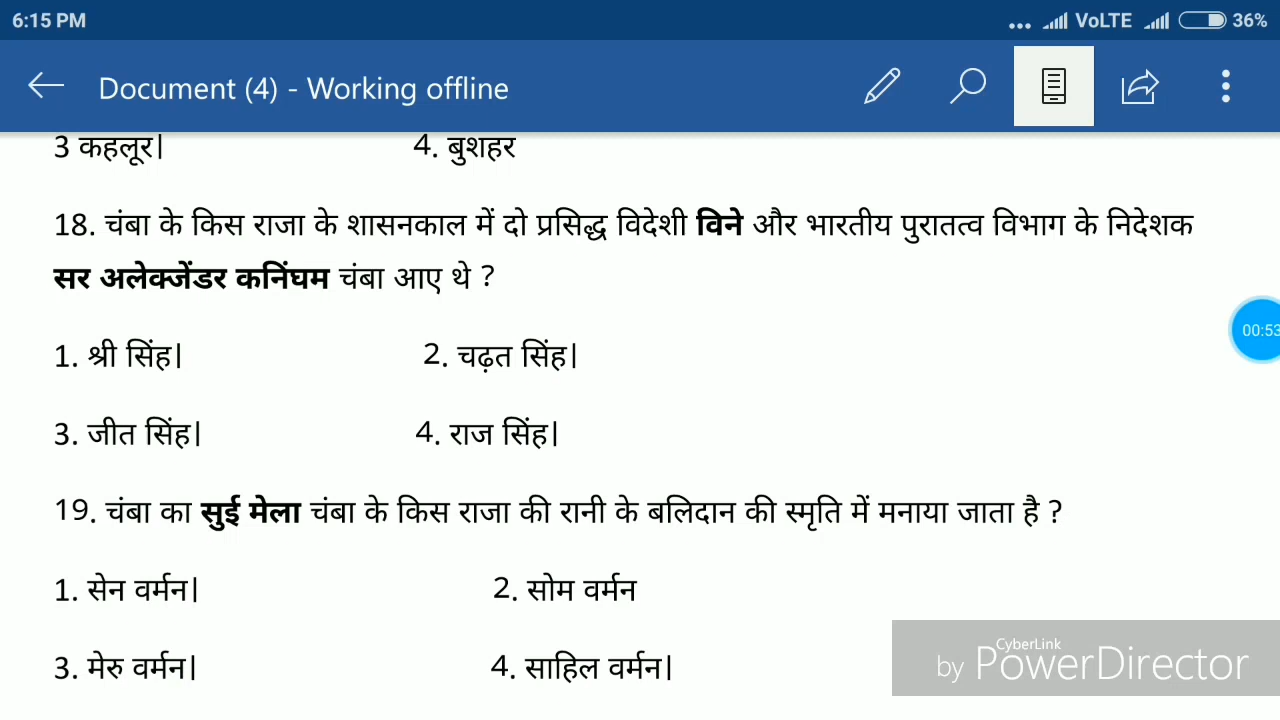 6:15 PM ... VoLTE 36%
Document (4) - Working offline
3 कहलूर| 4. बुशहर
18. चंबा के किस राजा के शासनकाल में दो प्रसिद्ध विदेशी विने और भारतीय पुरातत्व विभाग के निदेशक
सर अलेक्जेंडर कनिंघम चंबा आए थे ?
00:53
1. श्री सिंह| 2. चढ़त सिंह|
3. जीत सिंह| 4. राज सिंह|
19. चंबा का सुई मेला चंबा के किस राजा की रानी के बलिदान की स्मृति में मनाया जाता है ?
1. सेन वर्मन| 2. सोम वर्मन
3. मेरु वर्मन| 4. साहिल वर्मन|
CyberLink
by PowerDirector